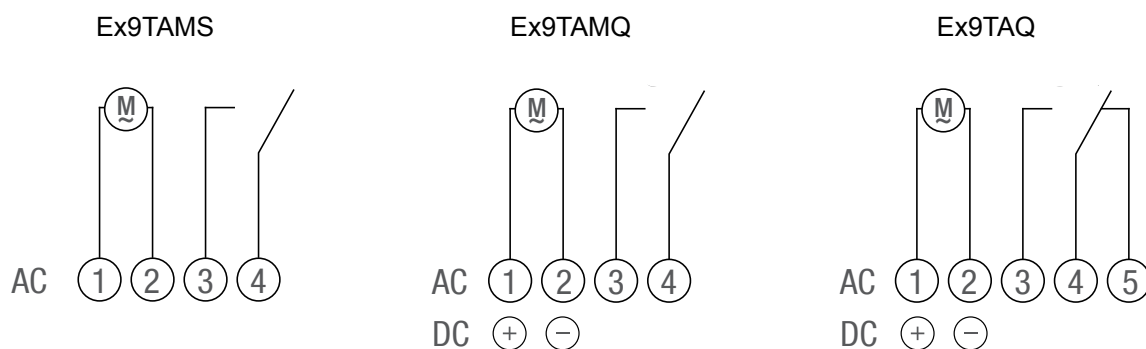 Ex9TAMS Ex9TAMQ Ex9TAQ
M M M
~ ~ ~
AC 1 2 3 4 AC 1 2 3 4 AC 1 2 3 4 5
DC + − DC + −